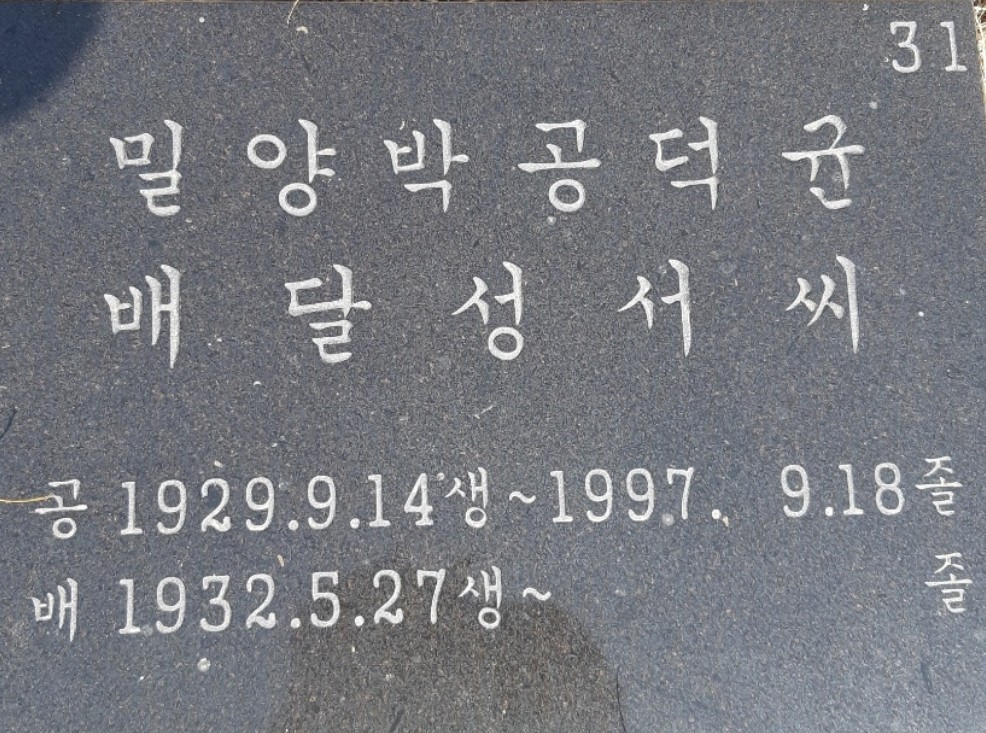 31
밀양박공덕균
배달성서씨
공 1929.9.14생~1997. 9.18졸
배 1932.5.27생~ 졸